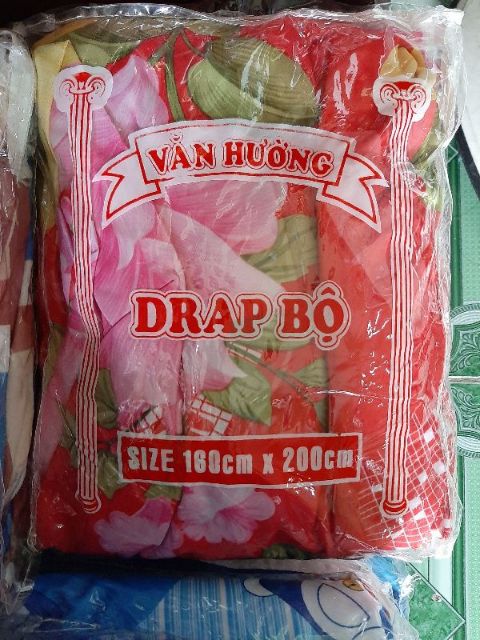 VĂN HƯỜNG
DRAP BỘ
SIZE 160cm x 200cm